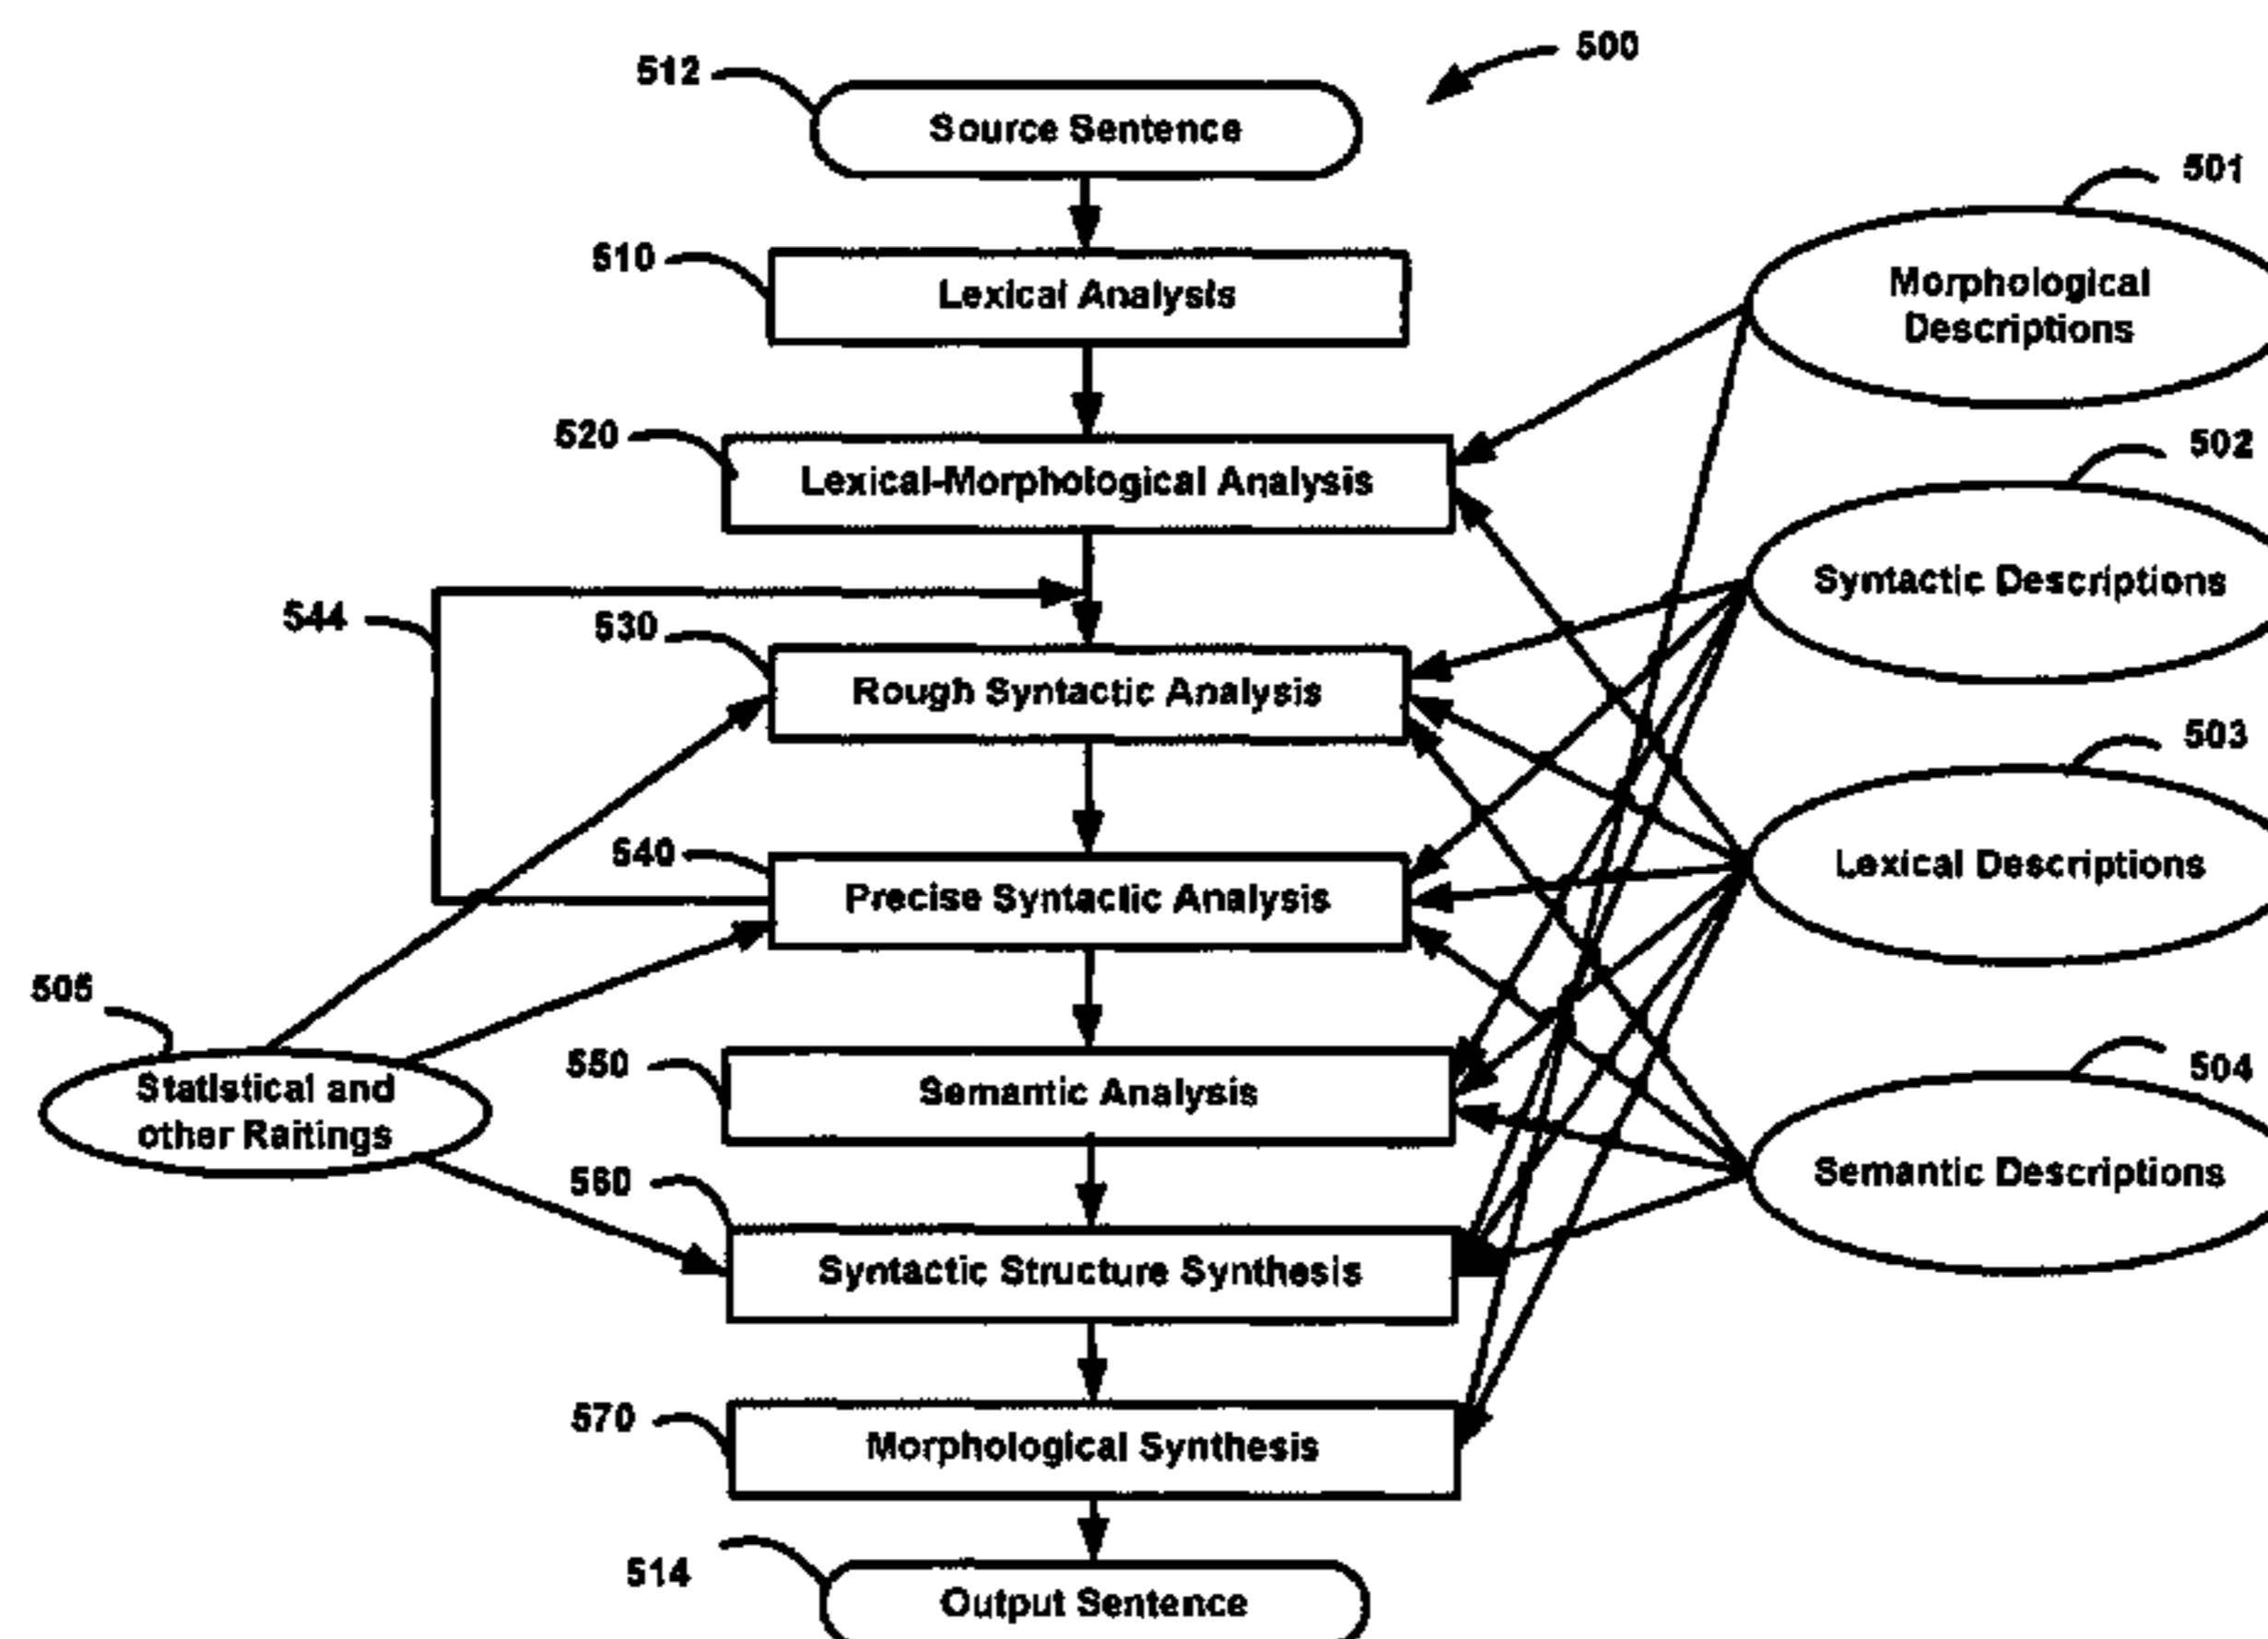 500
512
Source Sentence
501
510
Lexical Analysis
Morphological
Descriptions
520
Lexical-Morphological Analysis
502
544
530
Syntactic Descriptions
Rough Syntactic Analysis
503
540
Precise Syntactic Analysis
Lexical Descriptions
505
550
Statistical and
other Raitings
Semantic Analysis
504
560
Semantic Descriptions
Syntactic Structure Synthesis
570
Morphological Synthesis
514
Output Sentence